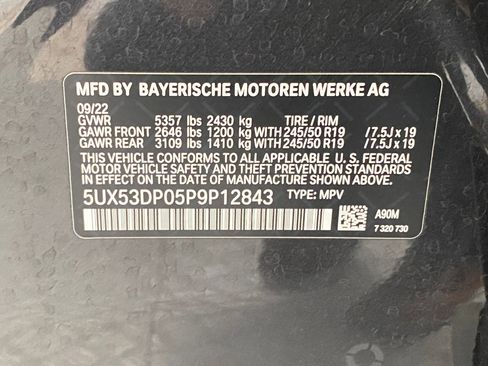 MFD BY BAYERISCHE MOTOREN WERKE AG
09/22
GVWR 5357 lbs 2430 kg TIRE / RIM
GAWR FRONT 2646 lbs 1200 kg WITH 245/50 R19 /7.5J x 19
GAWR REAR 3109 lbs 1410 kg WITH 245/50 R19 /7.5J x 19
THIS VEHICLE CONFORMS TO ALL APPLICABLE U. S. FEDERAL
MOTOR VEHICLE SAFETY AND THEFT PREVENTION STANDARDS
IN EFFECT ON THE DATE OF MANUFACTURE SHOWN ABOVE.
5UX53DP05P9P12843 TYPE: MPV
A90M
7 320 730